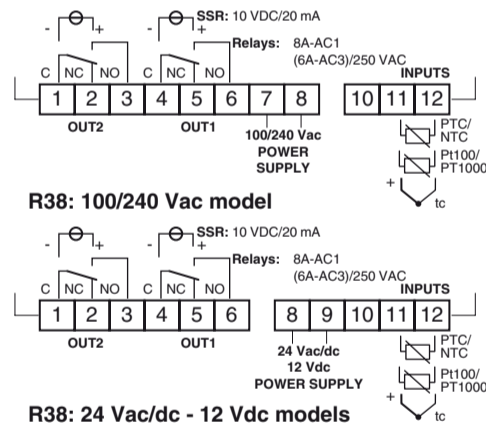 SSR: 10 VDC/20 mA
- + - +
Relays: 8A-AC1
(6A-AC3)/250 VAC
C NC NO C NC NO INPUTS
1 2 3 4 5 6 7 8 10 11 12
OUT2 OUT1
100/240 Vac
POWER
SUPPLY
PTC/
NTC
Pt100/
PT1000
+ tc
R38: 100/240 Vac model
SSR: 10 VDC/20 mA
- + - +
Relays: 8A-AC1
(6A-AC3)/250 VAC
C NC NO C NC NO INPUTS
1 2 3 4 5 6 8 9 10 11 12
OUT2 OUT1
24 Vac/dc
12 Vdc
POWER SUPPLY
PTC/
NTC
Pt100/
PT1000
+ tc
R38: 24 Vac/dc - 12 Vdc models